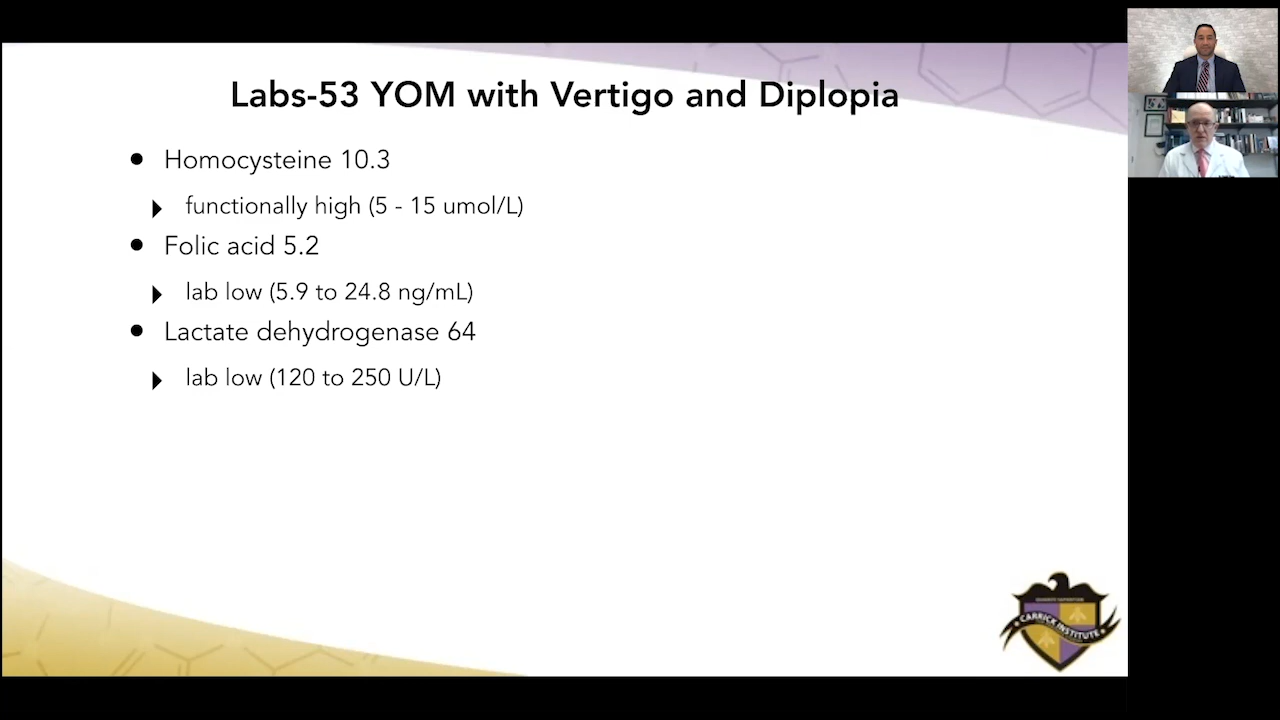 Labs-53 YOM with Vertigo and Diplopia
• Homocysteine 10.3
functionally high (5 - 15 umol/L)
• Folic acid 5.2
lab low (5.9 to 24.8 ng/mL)
• Lactate dehydrogenase 64
lab low (120 to 250 U/L)
CARRICK INSTITUTE